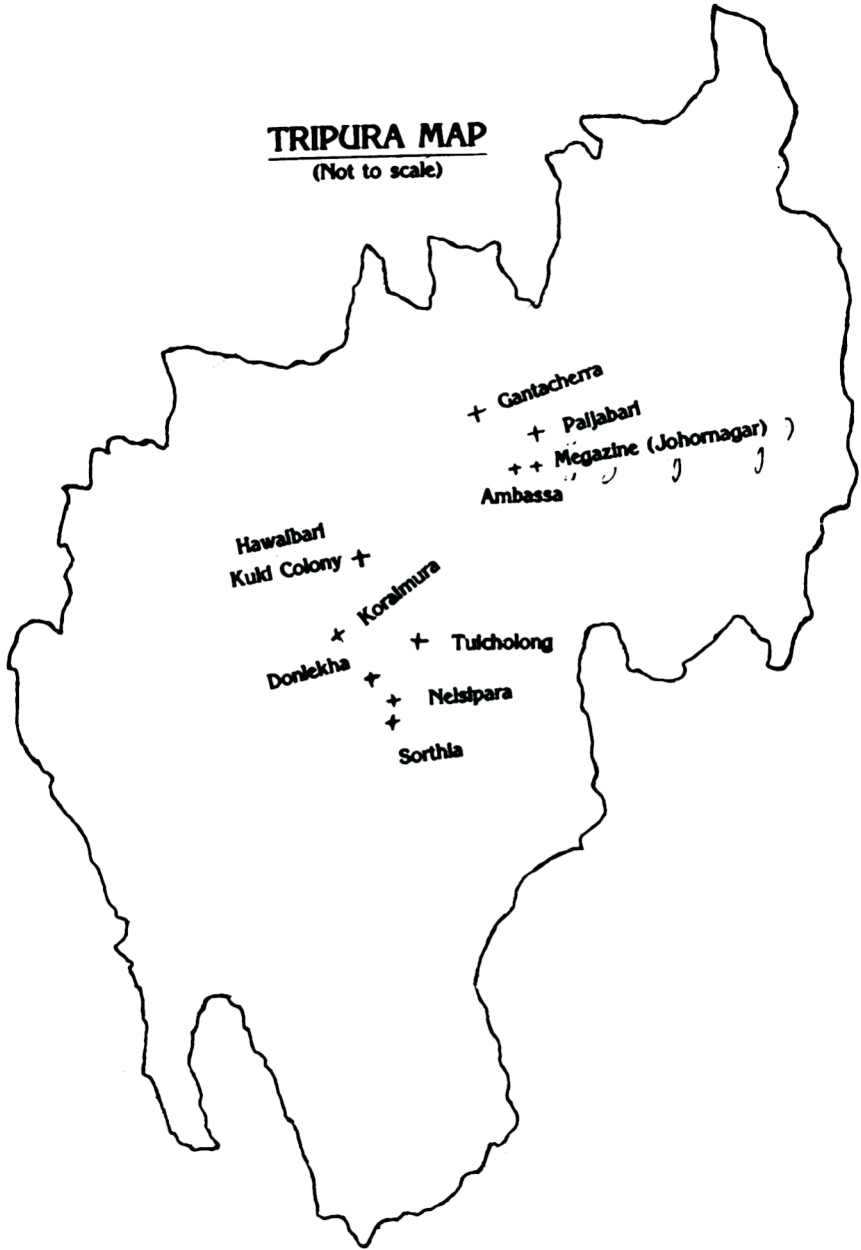 TRIPURA MAP
(Not to scale)
Gantacherra
Paijabari
Megazine (Johornagar)
Ambassa
Hawaibari
Kuki Colony
Koraimura
Tuicholong
Donlekha
Nelsipara
Sorthia